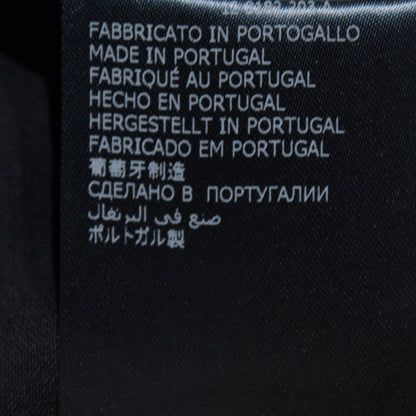 FABBRICATO IN PORTOGALLO
MADE IN PORTUGAL
FABRIQUÉ AU PORTUGAL
HECHO EN PORTUGAL
HERGESTELLT IN PORTUGAL
FABRICADO EM PORTUGAL
葡萄牙制造
СДЕЛАНО В ПОРТУГАЛИИ
صنع في البرتغال
ポルトガル製